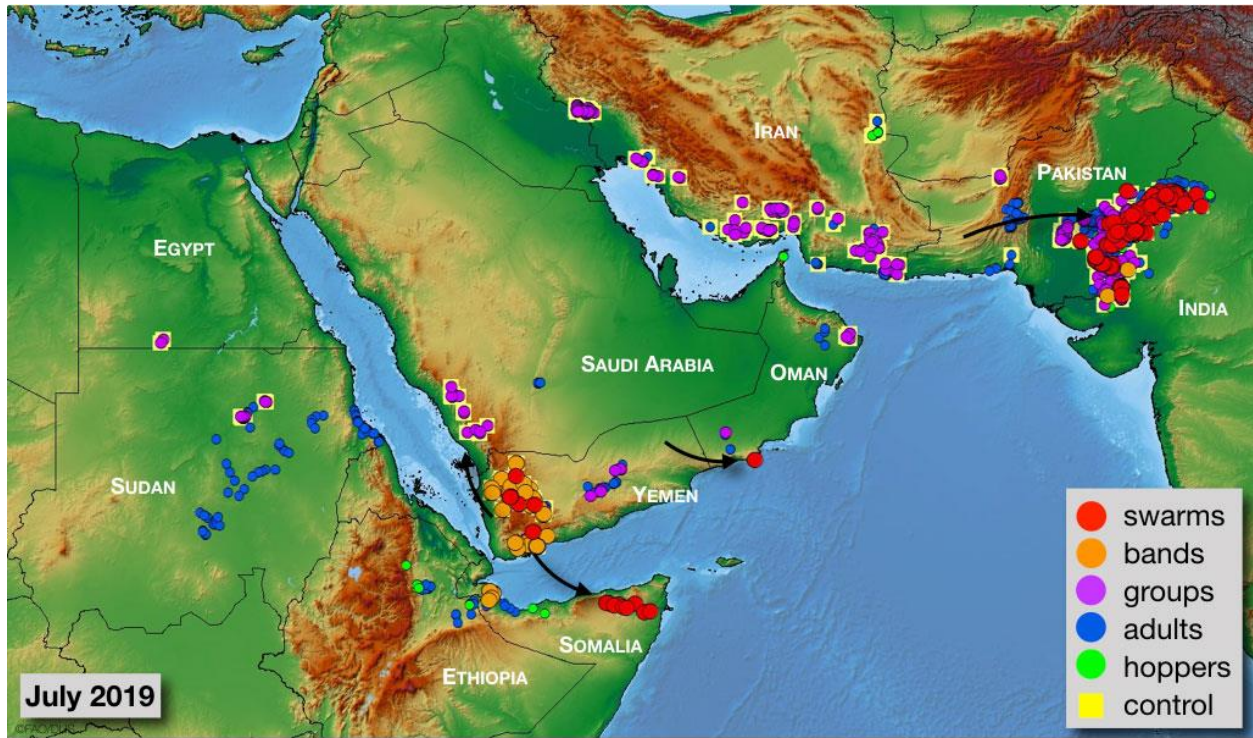 IRAN
PAKISTAN
EGYPT
INDIA
SAUDI ARABIA
OMAN
SUDAN
YEMEN
SOMALIA
ETHIOPIA
swarms
bands
groups
adults
hoppers
control
July 2019